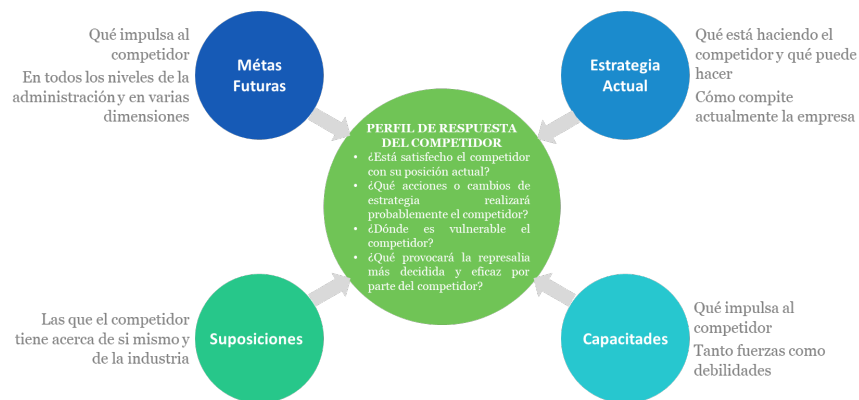 Qué impulsa al
competidor
En todos los niveles de la
administración y en varias
dimensiones
Métas
Futuras
Estrategia
Actual
Qué está haciendo el
competidor y qué puede
hacer
Cómo compite
actualmente la empresa
PERFIL DE RESPUESTA
DEL COMPETIDOR
• ¿Está satisfecho el competidor
con su posición actual?
• ¿Qué acciones o cambios de
estrategia realizará
probablemente el competidor?
• ¿Dónde es vulnerable el
competidor?
• ¿Qué provocará la represalia
más decidida y eficaz por
parte del competidor?
Las que el competidor
tiene acerca de si mismo y
de la industria
Suposiciones
Capacitades
Qué impulsa al
competidor
Tanto fuerzas como
debilidades